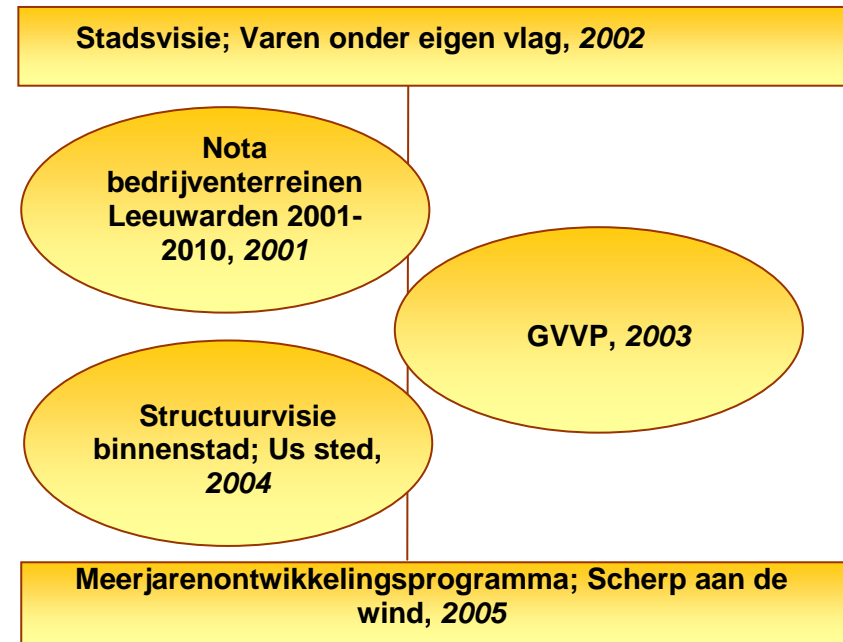 Stadsvisie; Varen onder eigen vlag, 2002
Nota
bedrijventerreinen
Leeuwarden 2001-
2010, 2001
GVVP, 2003
Structuurvisie
binnenstad; Us sted,
2004
Meerjarenontwikkelingsprogramma; Scherp aan de
wind, 2005